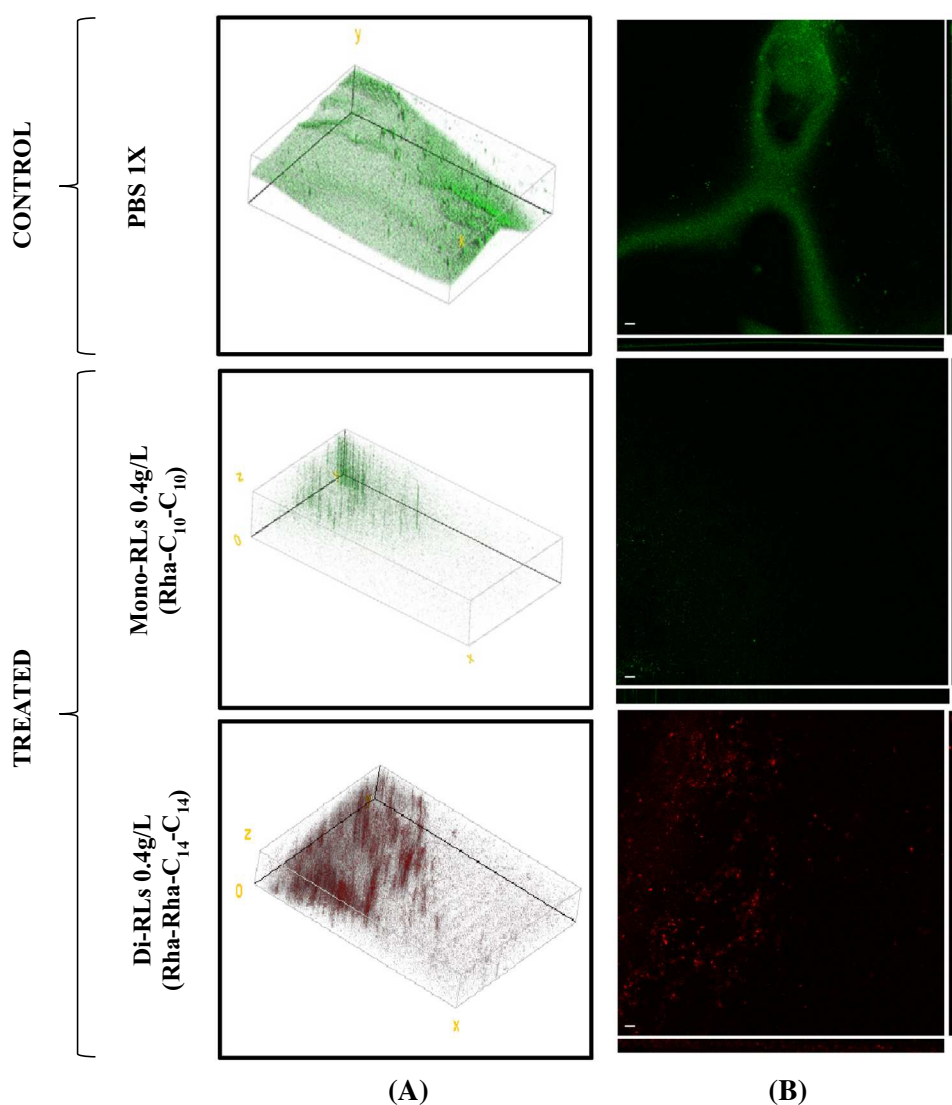 CONTROL
PBS 1X
y
x
TREATED
Mono-RLs 0.4g/L
(Rha-C10-C10)
z
0
x
Di-RLs 0.4g/L
(Rha-Rha-C14-C14)
z
0
x
(A)
(B)